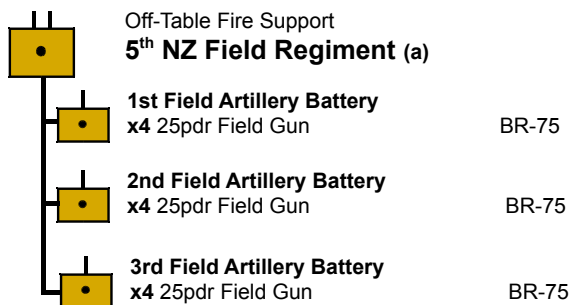 Off-Table Fire Support
5th NZ Field Regiment (a)
1st Field Artillery Battery
x4 25pdr Field Gun BR-75
2nd Field Artillery Battery
x4 25pdr Field Gun BR-75
3rd Field Artillery Battery
x4 25pdr Field Gun BR-75